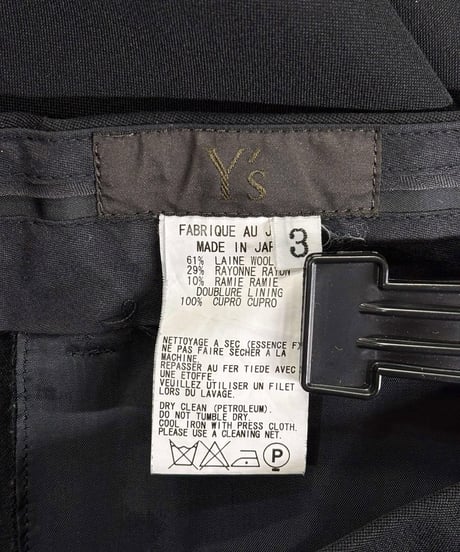 Y's
FABRIQUE AU J
3
MADE IN JAP
61% LAINE WOOL
29% RAYONNE RAYON
10% RAMIE RAMIE
DOUBLURE LINING
100% CUPRO CUPRO
NETTOYAGE A SEC (ESSENCE F)
NE PAS FAIRE SECHER A LA
MACHINE
REPASSER AU FER TIEDE AVEC
UNE ETOFFE
VEUILLEZ UTILISER UN FILET
LORS DU LAVAGE.
DRY CLEAN (PETROLEUM).
DO NOT TUMBLE DRY.
COOL IRON WITH PRESS CLOTH.
PLEASE USE A CLEANING NET.
P